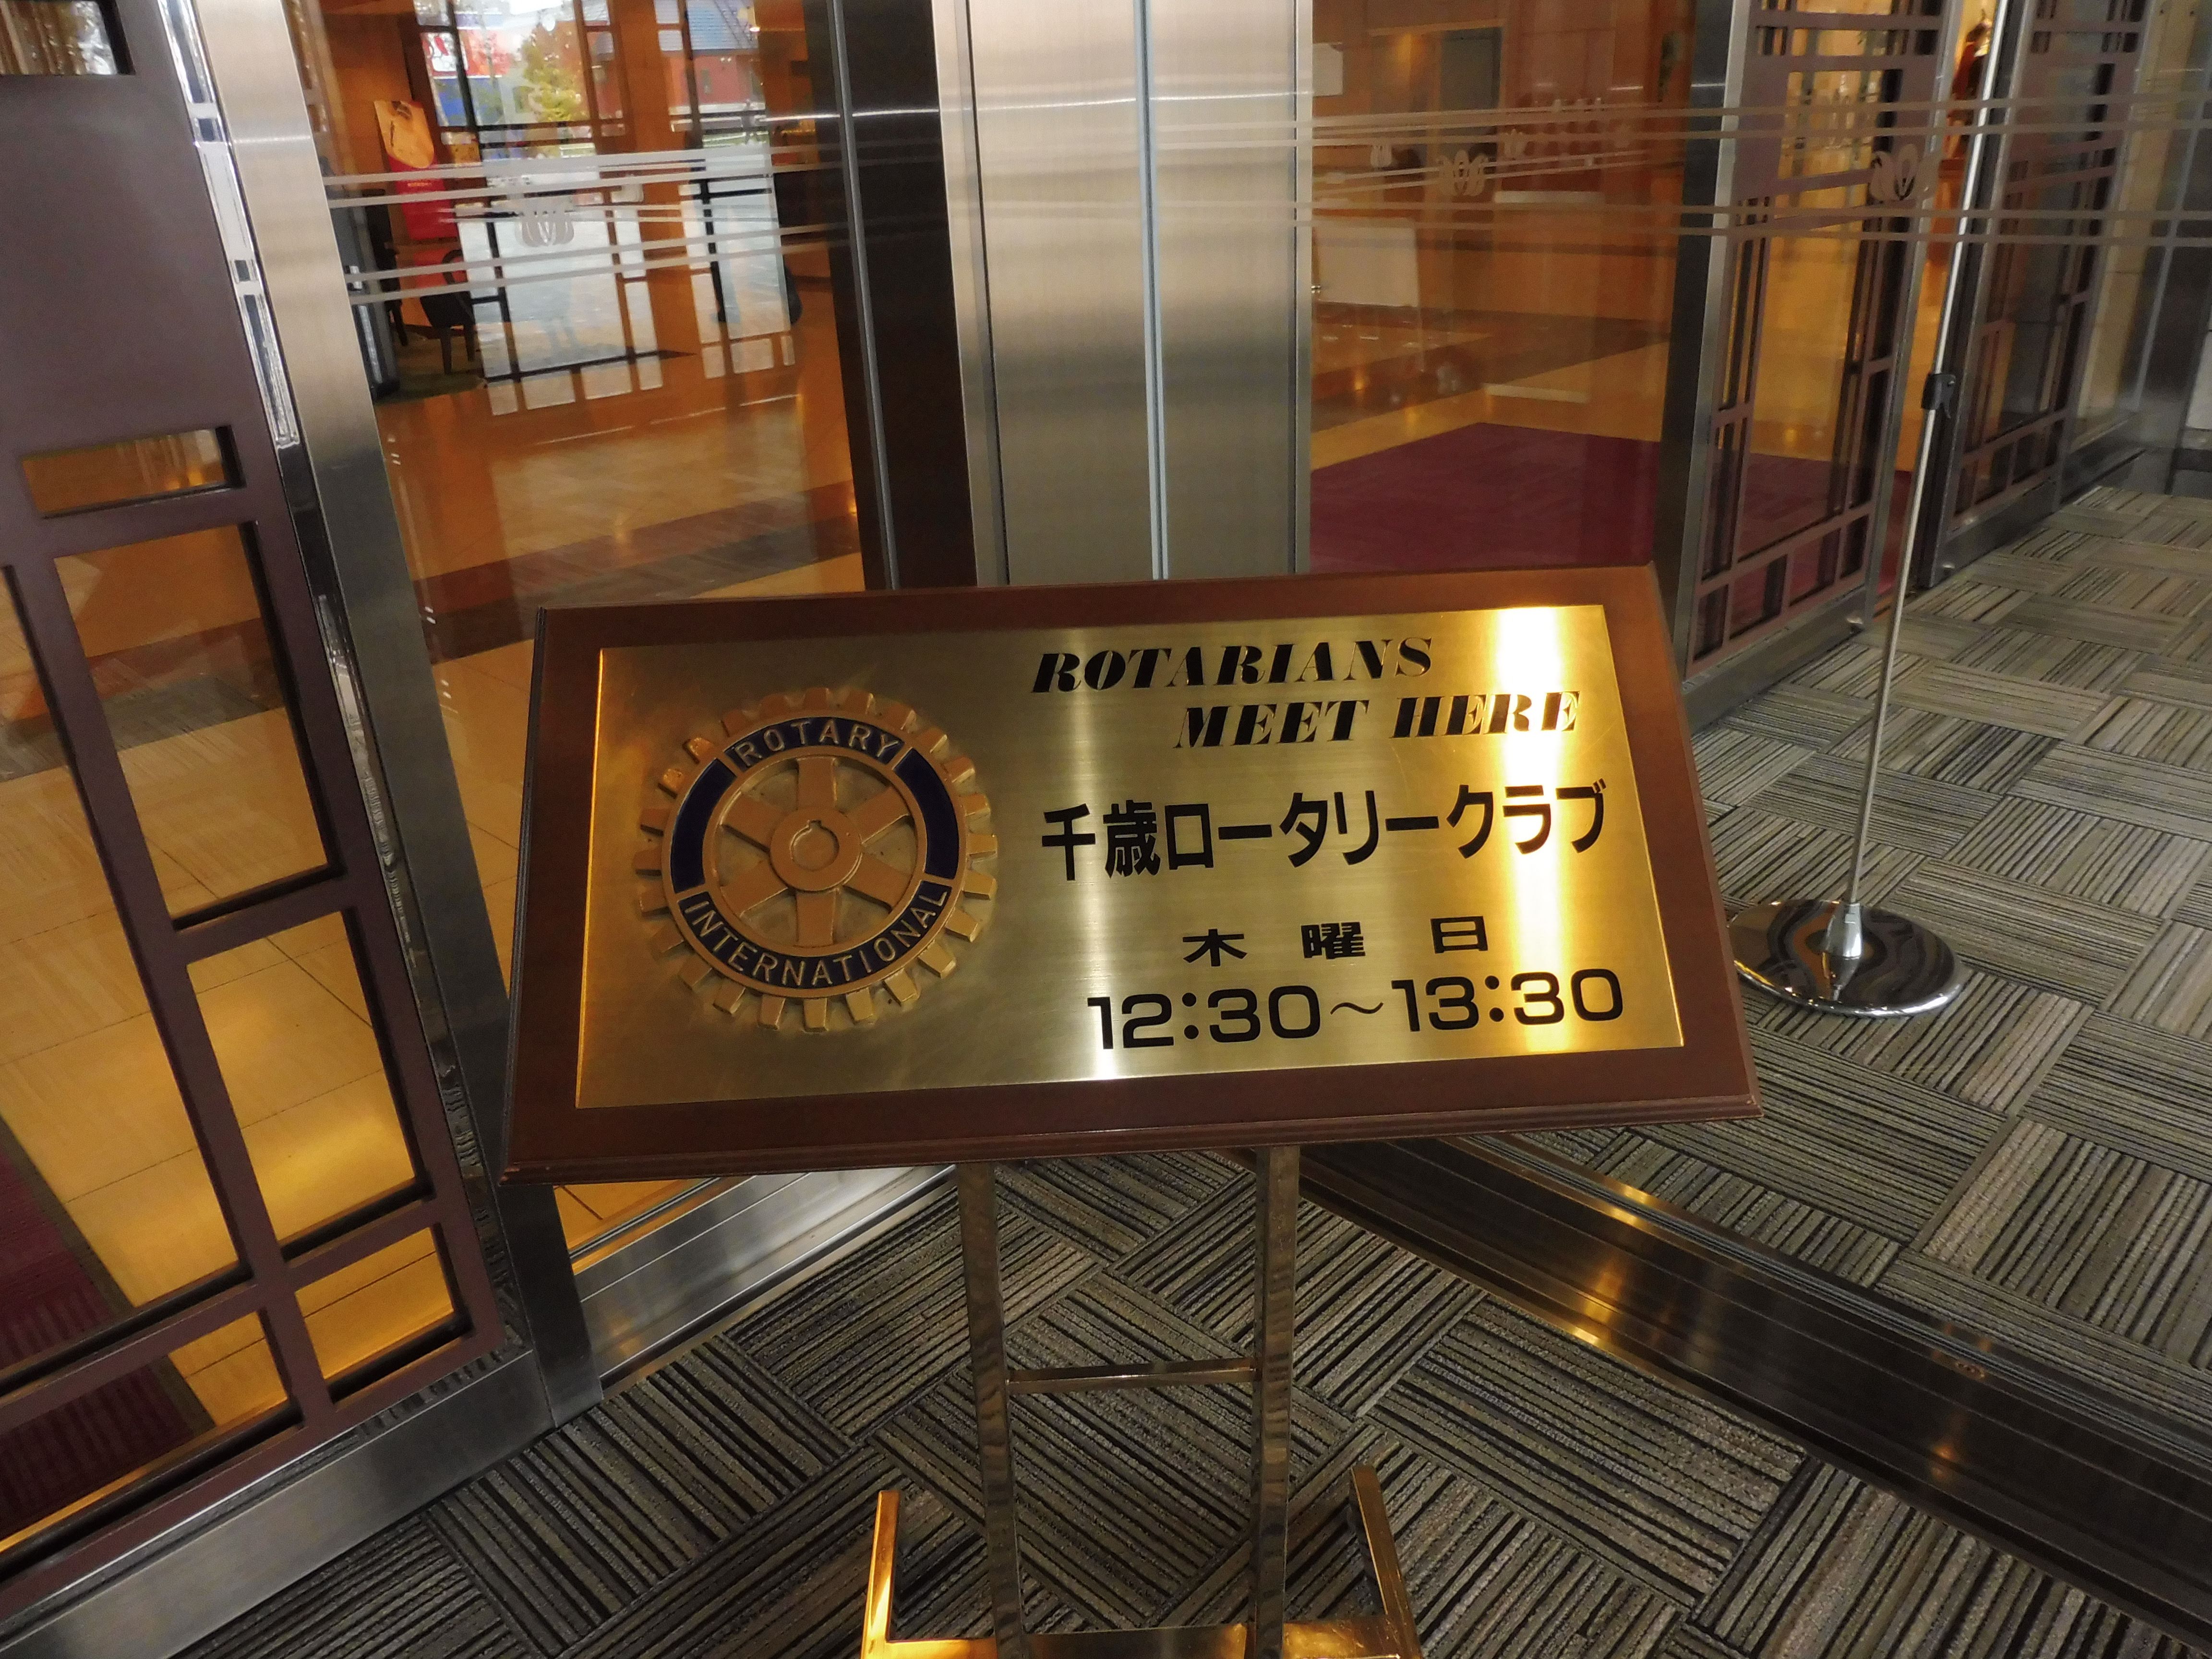 ROTARY
INTERNATIONAL
ROTARIANS
MEET HERE
千歳ロータリークラブ
木曜日
12:30～13:30